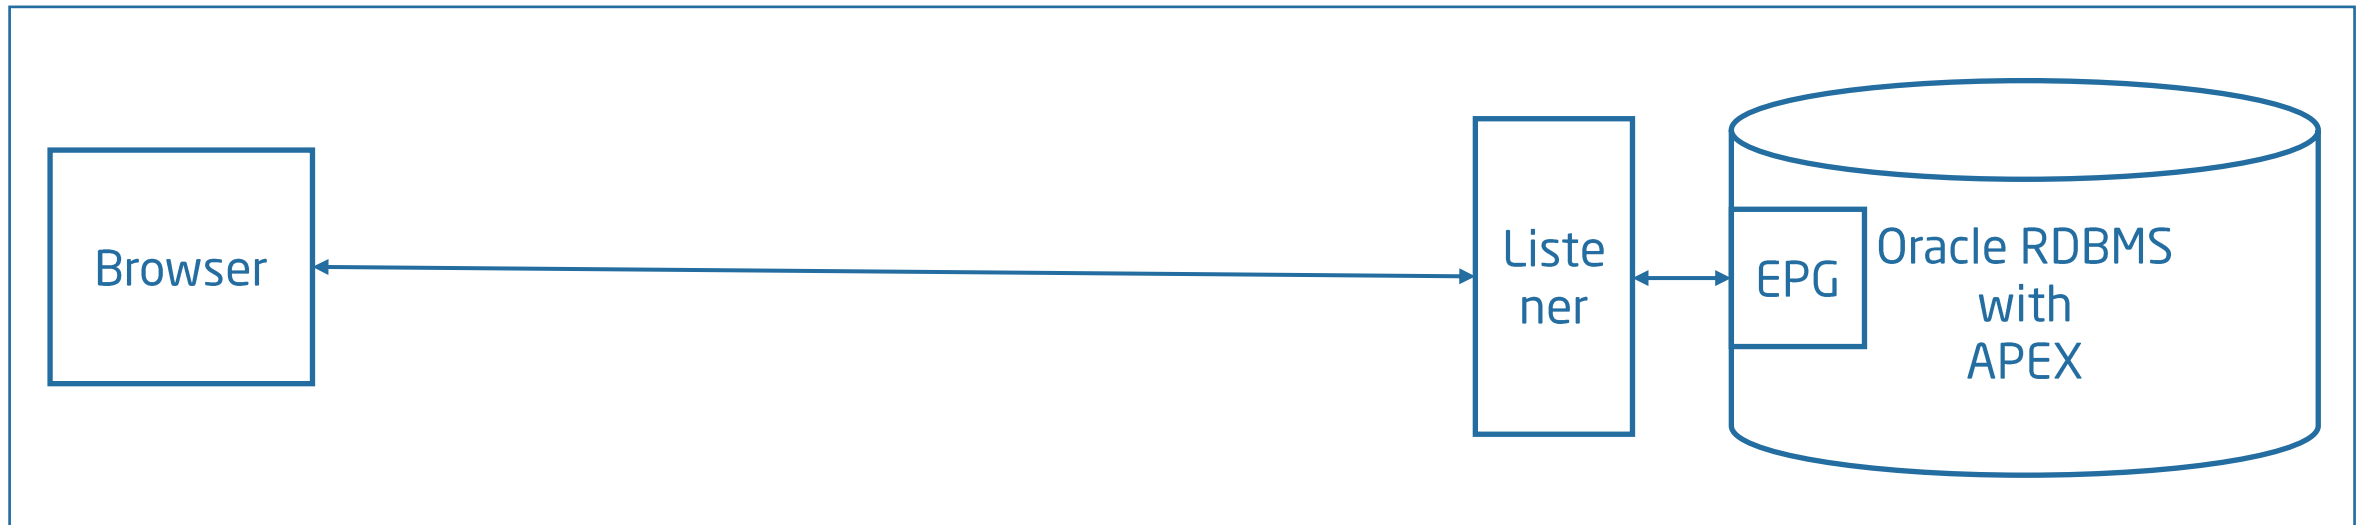 Browser
Liste
ner
EPG
Oracle RDBMS
with
APEX